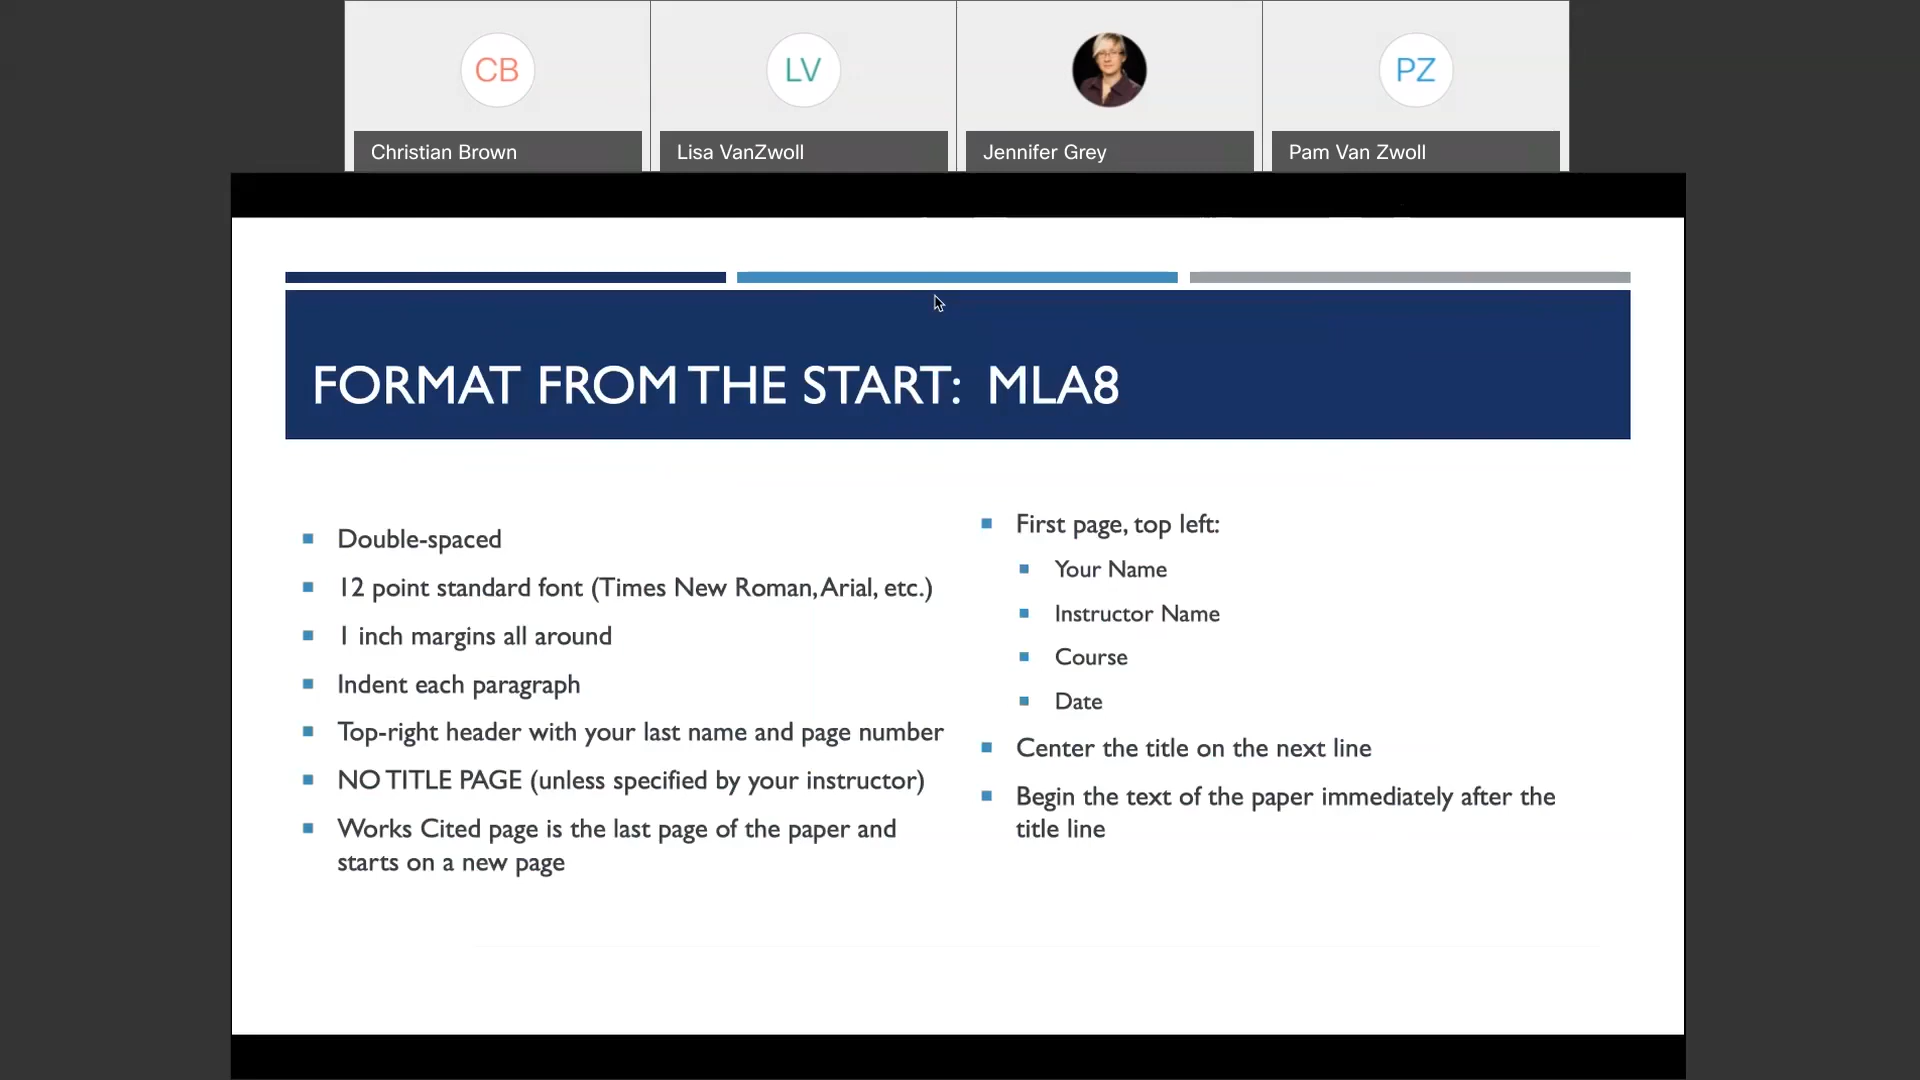 CB
LV
PZ
Christian Brown
Lisa VanZwoll
Jennifer Grey
Pam Van Zwoll
FORMAT FROM THE START: MLA8
Double-spaced
12 point standard font (Times New Roman, Arial, etc.)
1 inch margins all around
Indent each paragraph
Top-right header with your last name and page number
NO TITLE PAGE (unless specified by your instructor)
Works Cited page is the last page of the paper and
starts on a new page
First page, top left:
Your Name
Instructor Name
Course
Date
Center the title on the next line
Begin the text of the paper immediately after the
title line